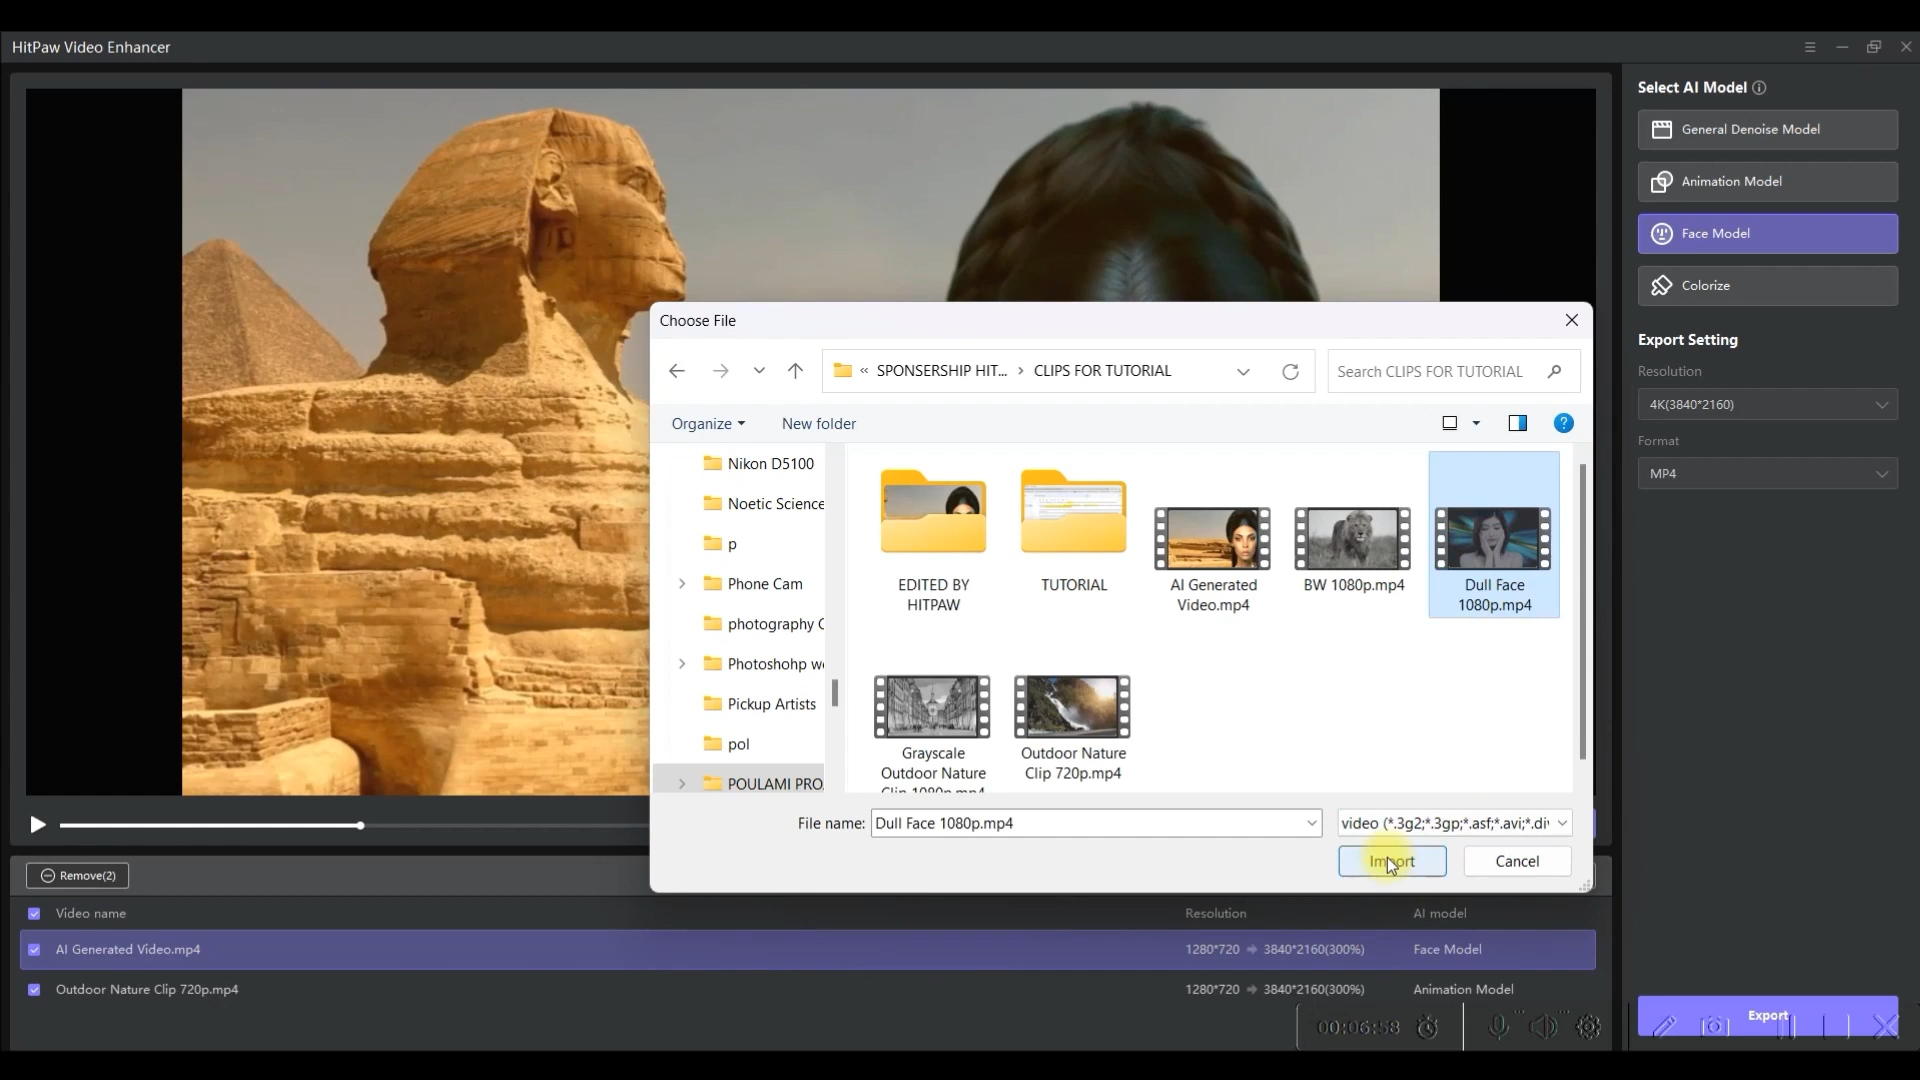 HitPaw Video Enhancer
Select AI Model
General Denoise Model
Animation Model
Face Model
Colorize
Export Setting
Resolution
4K(3840*2160)
Format
MP4
Choose File
« SPONSERSHIP HIT... › CLIPS FOR TUTORIAL
Search CLIPS FOR TUTORIAL
Organize
New folder
Nikon D5100
Noetic Science
p
Phone Cam
photography C
Photoshohp w
Pickup Artists
pol
POULAMI PRO
EDITED BY
HITPAW
TUTORIAL
AI Generated
Video.mp4
BW 1080p.mp4
Dull Face
1080p.mp4
Grayscale
Outdoor Nature
Clip 1080p.mp4
Outdoor Nature
Clip 720p.mp4
File name:
Dull Face 1080p.mp4
video (*.3g2;*.3gp;*.asf;*.avi;*.di
Import
Cancel
Remove(2)
Video name
Resolution
AI model
AI Generated Video.mp4
1280*720
3840*2160(300%)
Face Model
Outdoor Nature Clip 720p.mp4
1280*720
3840*2160(300%)
Animation Model
00:06:58
Export